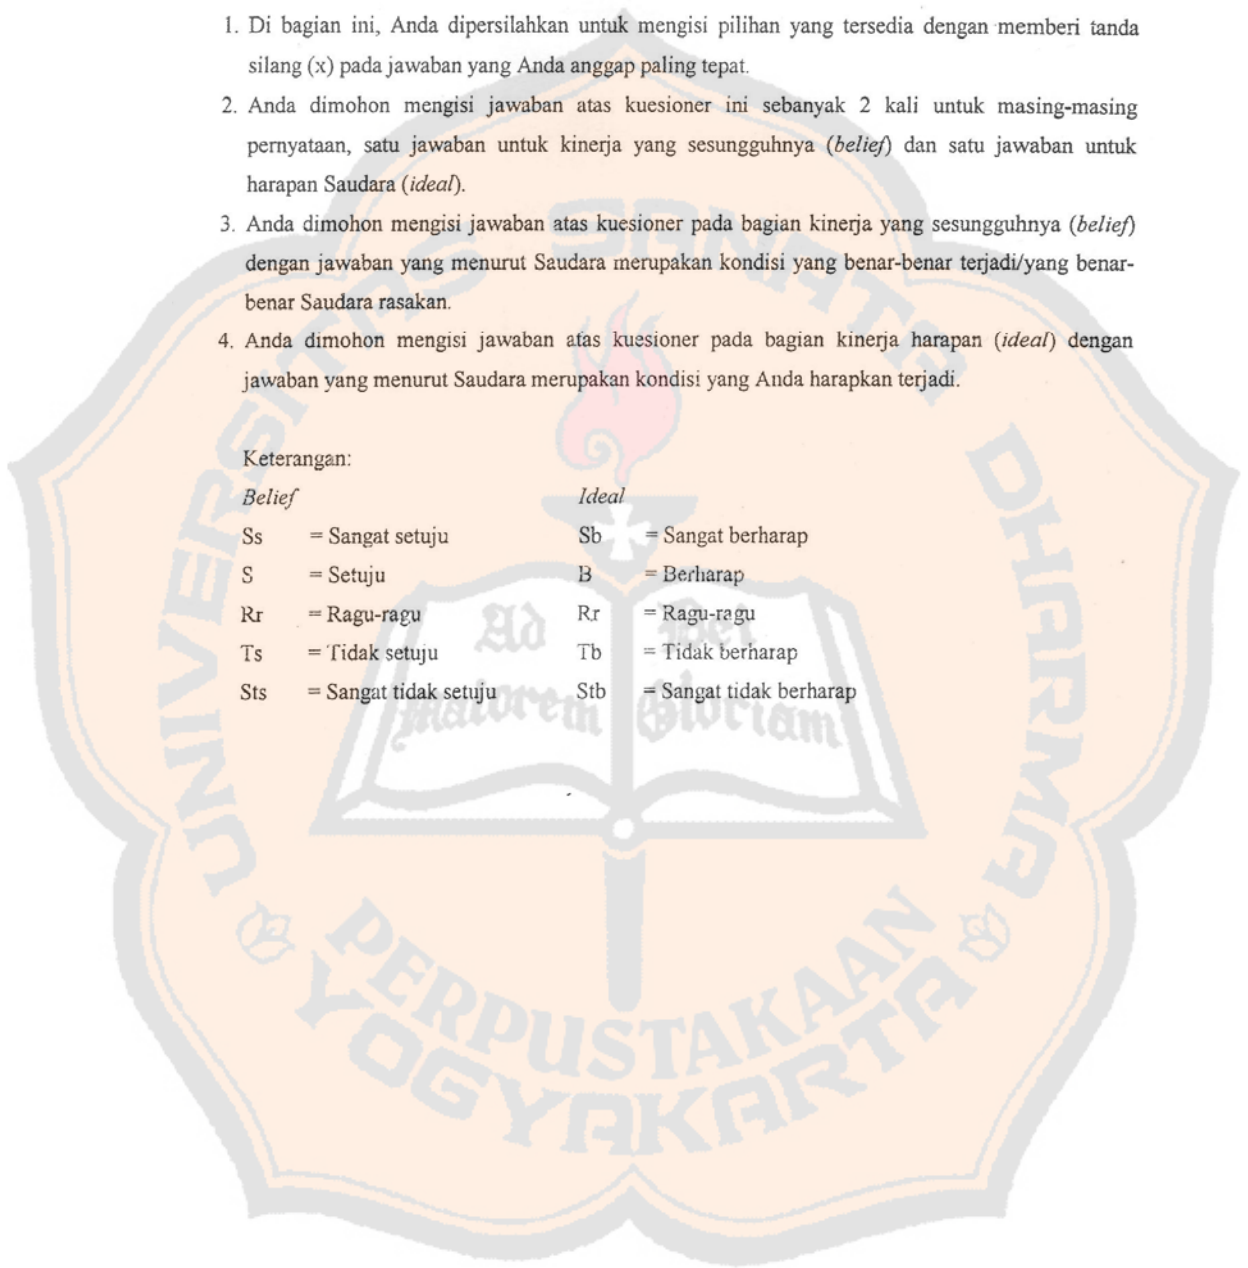 1. Di bagian ini, Anda dipersilahkan untuk mengisi pilihan yang tersedia dengan memberi tanda
silang (x) pada jawaban yang Anda anggap paling tepat.
2. Anda dimohon mengisi jawaban atas kuesioner ini sebanyak 2 kali untuk masing-masing
pernyataan, satu jawaban untuk kinerja yang sesungguhnya (belief) dan satu jawaban untuk
harapan Saudara (ideal).
3. Anda dimohon mengisi jawaban atas kuesioner pada bagian kinerja yang sesungguhnya (belief)
dengan jawaban yang menurut Saudara merupakan kondisi yang benar-benar terjadi/yang benar-
benar Saudara rasakan.
4. Anda dimohon mengisi jawaban atas kuesioner pada bagian kinerja harapan (ideal) dengan
jawaban yang menurut Saudara merupakan kondisi yang Anda harapkan terjadi.
Keterangan:
Belief Ideal
Ss = Sangat setuju Sb = Sangat berharap
S = Setuju B = Berharap
Rr = Ragu-ragu Rr = Ragu-ragu
Ts = Tidak setuju Tb = Tidak berharap
Sts = Sangat tidak setuju Stb = Sangat tidak berharap
UNIVERSITAS SANATA DHARMA
Ad Dei
Maiorem Gloriam
PERPUSTAKAAN
YOGYAKARTA